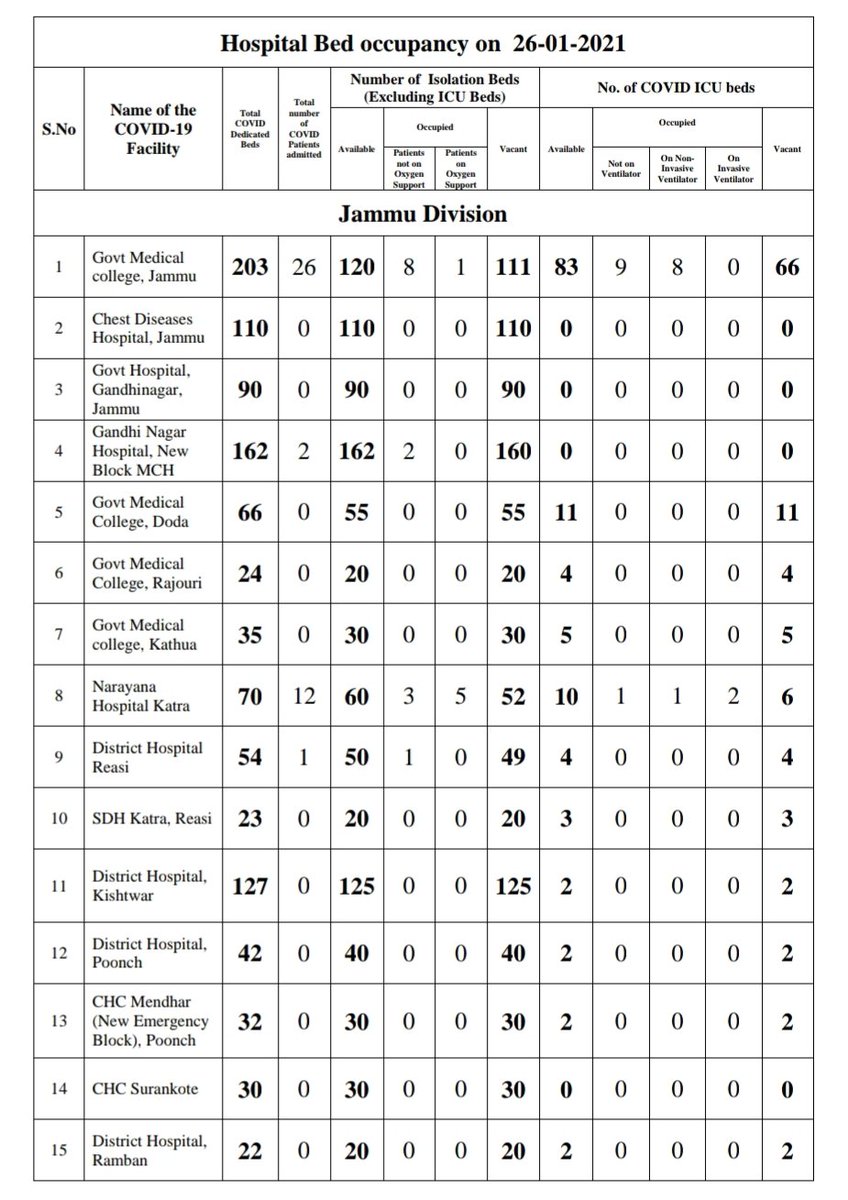 Hospital Bed occupancy on 26-01-2021
S.No
Name of the
COVID-19
Facility
Total
COVID
Dedicated
Beds
Total
number
of
COVID
Patients
admitted
Number of Isolation Beds
(Excluding ICU Beds)
No. of COVID ICU beds
Available
Occupied
Vacant
Available
Occupied
Vacant
Patients
not on
Oxygen
Support
Patients
on
Oxygen
Support
Not on
Ventilator
On Non-
Invasive
Ventilator
On
Invasive
Ventilator
Jammu Division
1 Govt Medical
college, Jammu 203 26 120 8 1 111 83 9 8 0 66
2 Chest Diseases
Hospital, Jammu 110 0 110 0 0 110 0 0 0 0 0
3 Govt Hospital,
Gandhinagar,
Jammu 90 0 90 0 0 90 0 0 0 0 0
4 Gandhi Nagar
Hospital, New
Block MCH 162 2 162 2 0 160 0 0 0 0 0
5 Govt Medical
College, Doda 66 0 55 0 0 55 11 0 0 0 11
6 Govt Medical
College, Rajouri 24 0 20 0 0 20 4 0 0 0 4
7 Govt Medical
college, Kathua 35 0 30 0 0 30 5 0 0 0 5
8 Narayana
Hospital Katra 70 12 60 3 5 52 10 1 1 2 6
9 District Hospital
Reasi 54 1 50 1 0 49 4 0 0 0 4
10 SDH Katra, Reasi 23 0 20 0 0 20 3 0 0 0 3
11 District Hospital,
Kishtwar 127 0 125 0 0 125 2 0 0 0 2
12 District Hospital,
Poonch 42 0 40 0 0 40 2 0 0 0 2
13 CHC Mendhar
(New Emergency
Block), Poonch 32 0 30 0 0 30 2 0 0 0 2
14 CHC Surankote 30 0 30 0 0 30 0 0 0 0 0
15 District Hospital,
Ramban 22 0 20 0 0 20 2 0 0 0 2